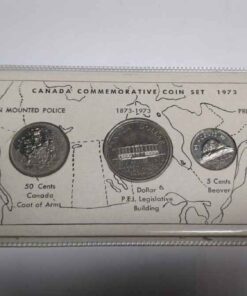 CANADA COMMEMORATIVE COIN SET 1973
N MOUNTED POLICE
1873-1973
PRE
50 Cents
Canada
Coat of Arms
Dollar
P.E.I. Legislative
Building
5 Cents
Beaver